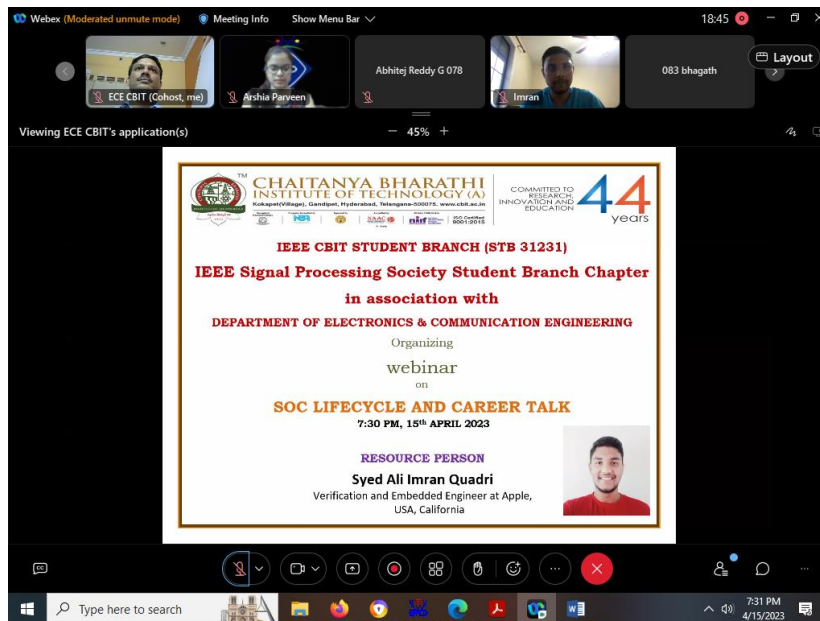 Webex (Moderated unmute mode) Meeting Info Show Menu Bar 18:45
Layout
ECE CBIT (Cohost, me)
Arshia Parveen
Abhitej Reddy G 078
Imran
083 bhagath
Viewing ECE CBIT's application(s) − 45% +
TM
CHAITANYA BHARATHI
INSTITUTE OF TECHNOLOGY (A)
Kokapet(Village), Gandipet, Hyderabad, Telangana-500075. www.cbit.ac.in
ISO Certified
9001:2015
COMMITTED TO
RESEARCH,
INNOVATION AND
EDUCATION
44
years
IEEE CBIT STUDENT BRANCH (STB 31231)
IEEE Signal Processing Society Student Branch Chapter
in association with
DEPARTMENT OF ELECTRONICS & COMMUNICATION ENGINEERING
Organizing
webinar
on
SOC LIFECYCLE AND CAREER TALK
7:30 PM, 15th APRIL 2023
RESOURCE PERSON
Syed Ali Imran Quadri
Verification and Embedded Engineer at Apple,
USA, California
Type here to search
7:31 PM
4/15/2023